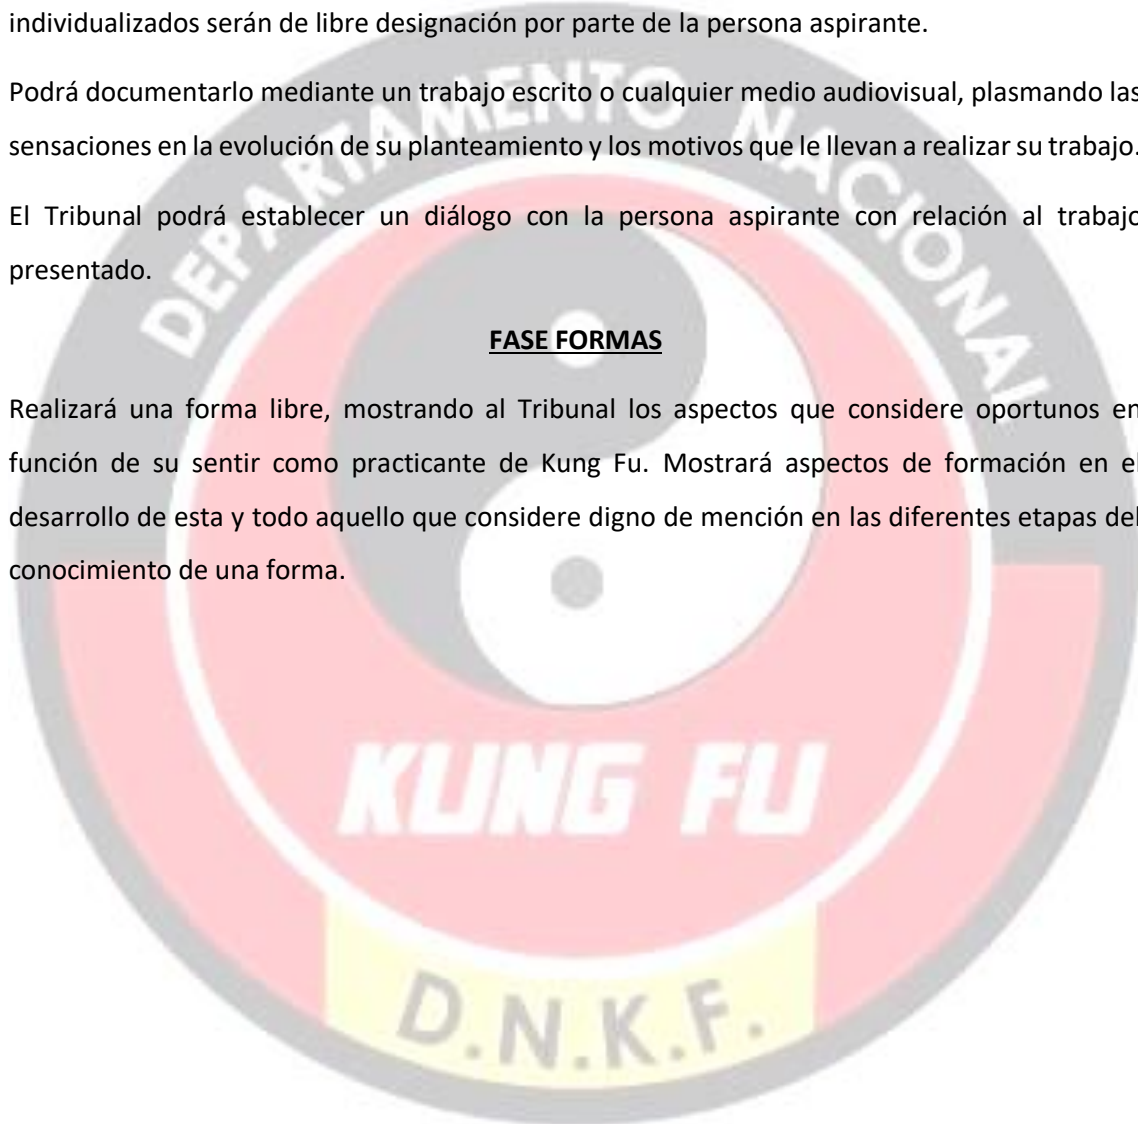 individualizados serán de libre designación por parte de la persona aspirante.
Podrá documentarlo mediante un trabajo escrito o cualquier medio audiovisual, plasmando las
sensaciones en la evolución de su planteamiento y los motivos que le llevan a realizar su trabajo.
El Tribunal podrá establecer un diálogo con la persona aspirante con relación al trabajo
presentado.
FASE FORMAS
Realizará una forma libre, mostrando al Tribunal los aspectos que considere oportunos en
función de su sentir como practicante de Kung Fu. Mostrará aspectos de formación en el
desarrollo de esta y todo aquello que considere digno de mención en las diferentes etapas del
conocimiento de una forma.
DEPARTAMENTO NACIONAL
KUNG FU
D.N.K.F.